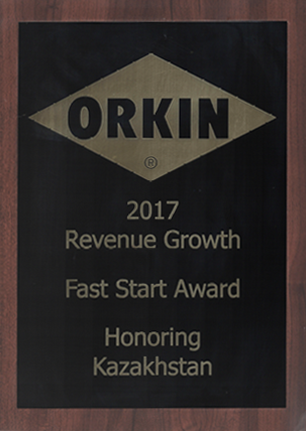 ORKIN
®
2017
Revenue Growth
Fast Start Award
Honoring
Kazakhstan